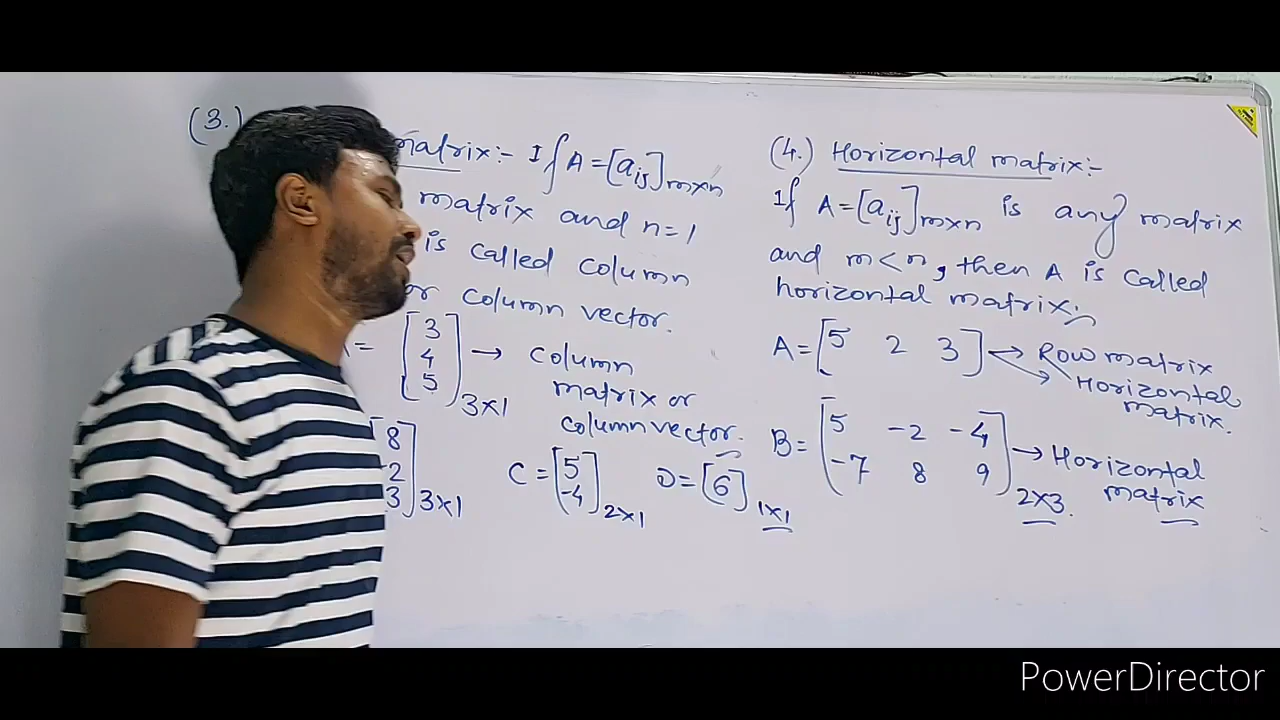 (3.) matrix:- If A=[aij]m×n
matrix and n=1
is called column
or column vector.
= [3 4 5]3×1 → column
matrix or
column vector.
[8 -2 3]3×1 C=[5 -4]2×1 D=[6]1×1
(4.) Horizontal matrix:-
If A=[aij]m×n is any matrix
and m<n, then A is called
horizontal matrix.
A=[5 2 3] → Row matrix
→ Horizontal
matrix.
B=[5 -2 -4
-7 8 9]2×3. → Horizontal
matrix
PowerDirector